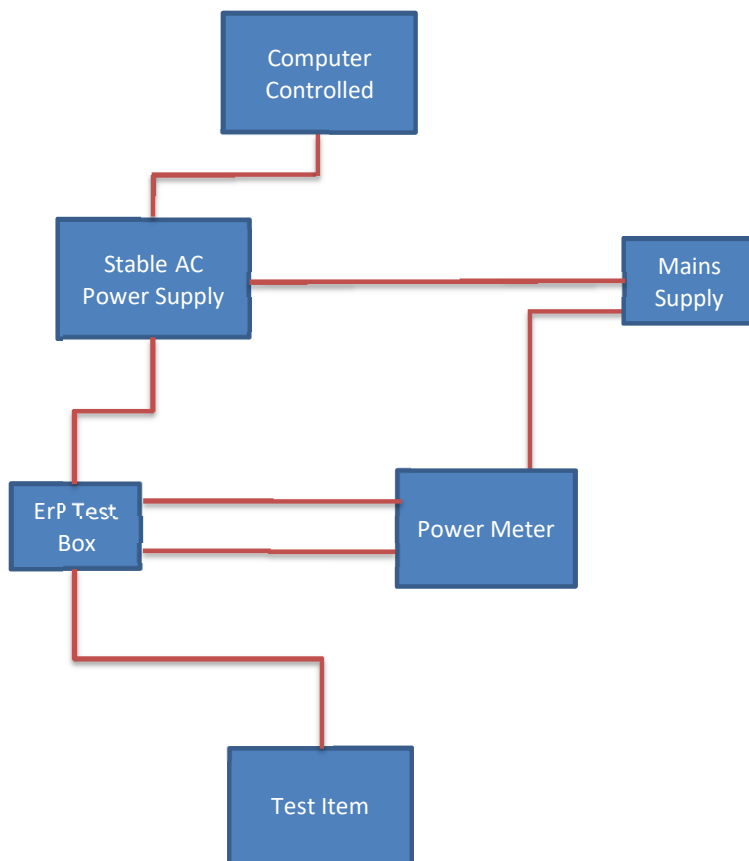 Computer
Controlled
Stable AC
Power Supply
Mains
Supply
ErP Test
Box
Power Meter
Test Item